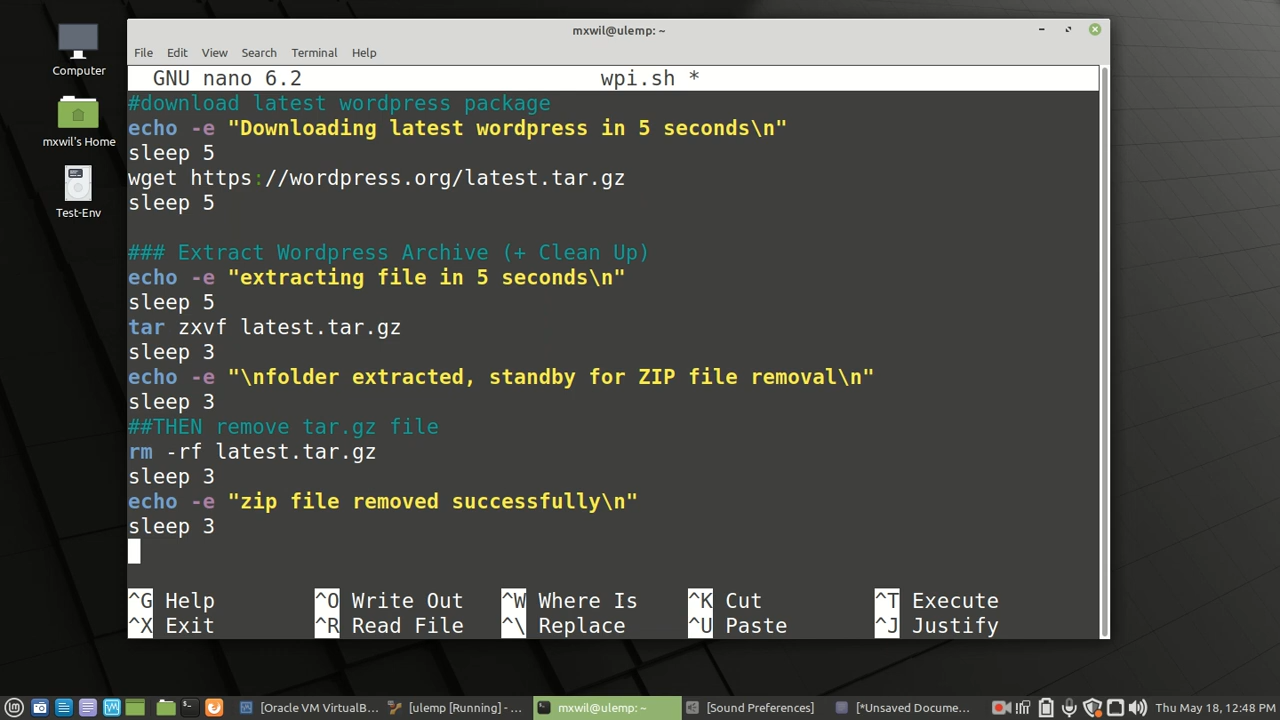 Computer
mxwil's Home
Test-Env
mxwil@ulemp: ~
File Edit View Search Terminal Help
GNU nano 6.2 wpi.sh *
#download latest wordpress package
echo -e "Downloading latest wordpress in 5 seconds\n"
sleep 5
wget https://wordpress.org/latest.tar.gz
sleep 5
### Extract Wordpress Archive (+ Clean Up)
echo -e "extracting file in 5 seconds\n"
sleep 5
tar zxvf latest.tar.gz
sleep 3
echo -e "\nfolder extracted, standby for ZIP file removal\n"
sleep 3
##THEN remove tar.gz file
rm -rf latest.tar.gz
sleep 3
echo -e "zip file removed successfully\n"
sleep 3
^G Help ^O Write Out ^W Where Is ^K Cut ^T Execute
^X Exit ^R Read File ^\ Replace ^U Paste ^J Justify
[Oracle VM VirtualB... [ulemp [Running] - ... mxwil@ulemp: ~ [Sound Preferences] [*Unsaved Docume... Thu May 18, 12:48 PM